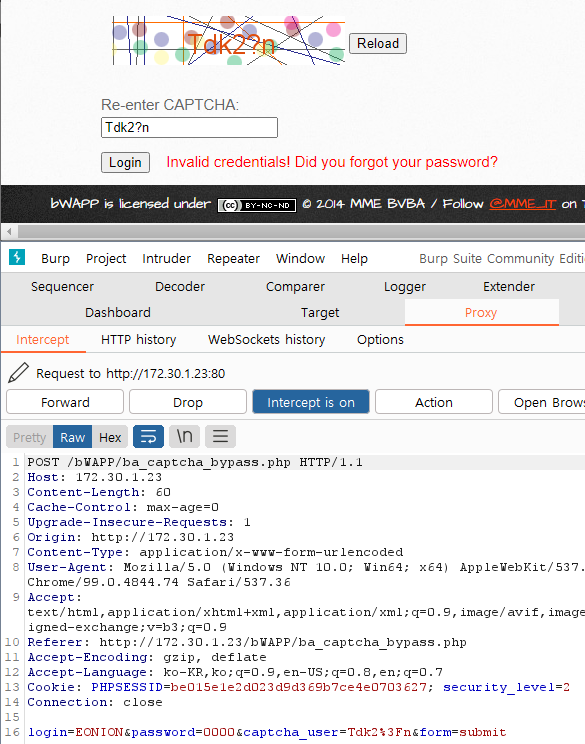 Tdk2?n
Reload
Re-enter CAPTCHA:
Tdk2?n
Login Invalid credentials! Did you forgot your password?
bWAPP is licensed under (cc) BY-NC-ND © 2014 MME BVBA / Follow @MME_IT on
Burp Project Intruder Repeater Window Help Burp Suite Community Editi
Sequencer Decoder Comparer Logger Extender
Dashboard Target Proxy
Intercept HTTP history WebSockets history Options
Request to http://172.30.1.23:80
Forward Drop Intercept is on Action Open Brows
Pretty Raw Hex \n
1 POST /bWAPP/ba_captcha_bypass.php HTTP/1.1
2 Host: 172.30.1.23
3 Content-Length: 60
4 Cache-Control: max-age=0
5 Upgrade-Insecure-Requests: 1
6 Origin: http://172.30.1.23
7 Content-Type: application/x-www-form-urlencoded
8 User-Agent: Mozilla/5.0 (Windows NT 10.0; Win64; x64) AppleWebKit/537.
Chrome/99.0.4844.74 Safari/537.36
9 Accept:
text/html,application/xhtml+xml,application/xml;q=0.9,image/avif,image
igned-exchange;v=b3;q=0.9
10 Referer: http://172.30.1.23/bWAPP/ba_captcha_bypass.php
11 Accept-Encoding: gzip, deflate
12 Accept-Language: ko-KR,ko;q=0.9,en-US;q=0.8,en;q=0.7
13 Cookie: PHPSESSID=be015e1e2d023d9d369b7ce4e0703627; security_level=2
14 Connection: close
15
16 login=EONION&password=0000&captcha_user=Tdk2%3Fn&form=submit